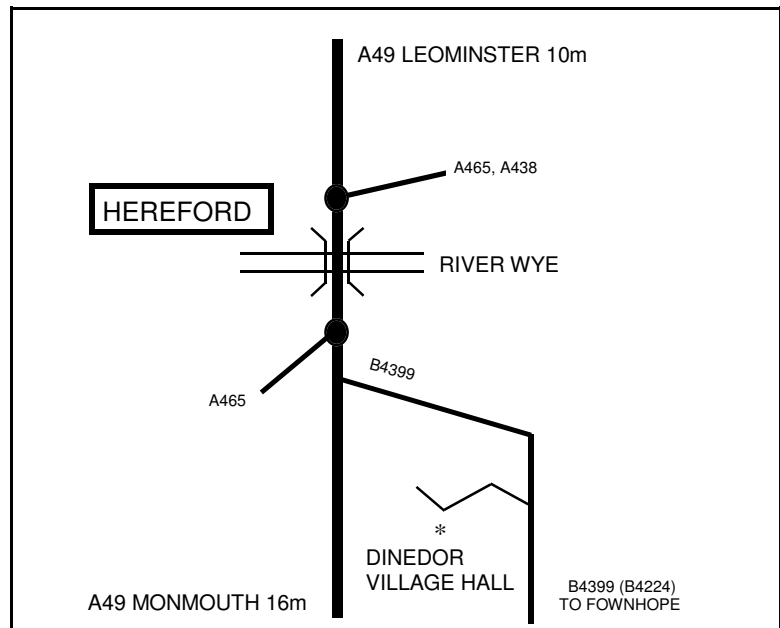 A49 LEOMINSTER 10m
A465, A438
HEREFORD
RIVER WYE
B4399
A465
*
DINEDOR
VILLAGE HALL
B4399 (B4224)
TO FOWNHOPE
A49 MONMOUTH 16m